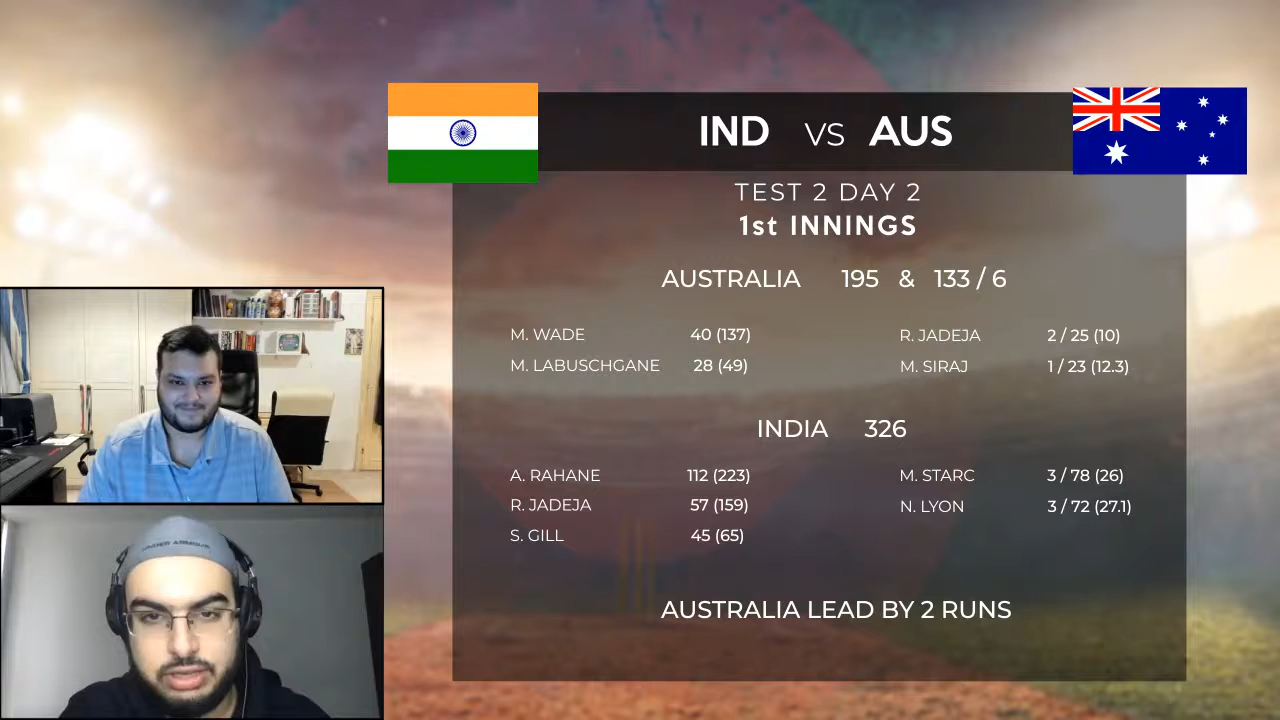 IND VS AUS
TEST 2 DAY 2
1st INNINGS
AUSTRALIA 195 & 133 / 6
M. WADE 40 (137) R. JADEJA 2 / 25 (10)
M. LABUSCHGANE 28 (49) M. SIRAJ 1 / 23 (12.3)
INDIA 326
A. RAHANE 112 (223) M. STARC 3 / 78 (26)
R. JADEJA 57 (159) N. LYON 3 / 72 (27.1)
S. GILL 45 (65)
AUSTRALIA LEAD BY 2 RUNS
UNDER ARMOUR